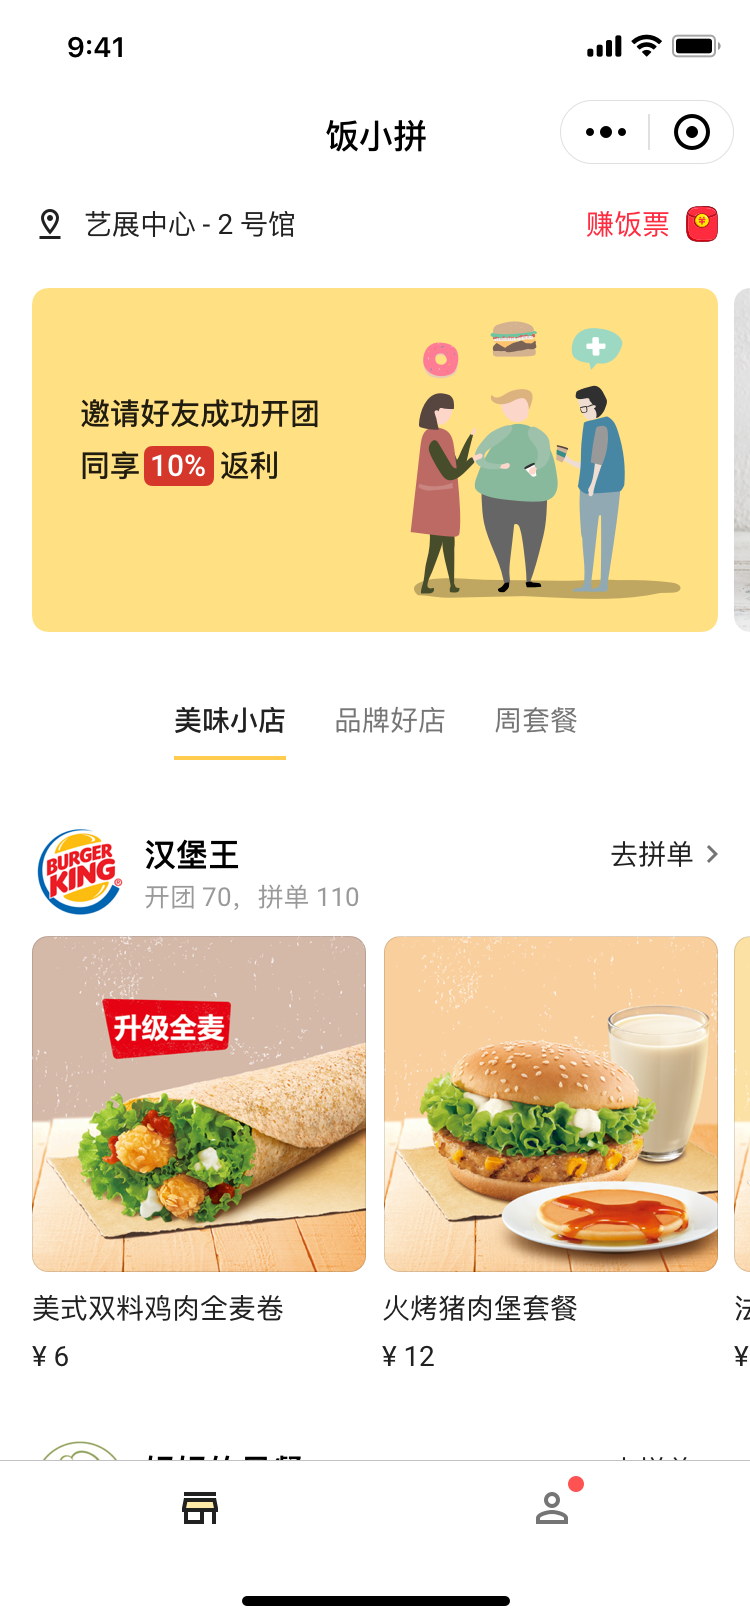 9:41
饭小拼
艺展中心 - 2 号馆
赚饭票
邀请好友成功开团
同享 10% 返利
美味小店
品牌好店
周套餐
BURGER
KING
汉堡王
去拼单
开团 70，拼单 110
升级全麦
美式双料鸡肉全麦卷
火烤猪肉堡套餐
¥ 6
¥ 12
¥